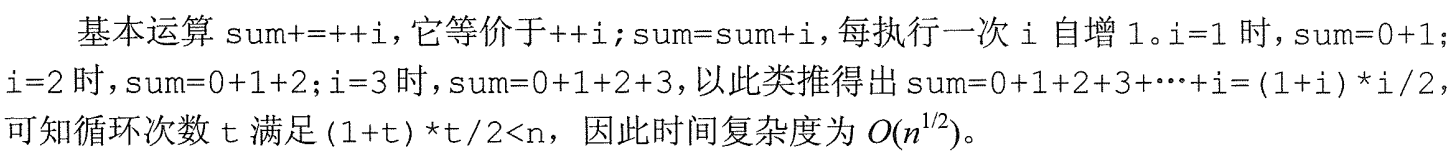 基本运算 sum+=++i,它等价于++i;sum=sum+i,每执行一次 i 自增 1。i=1 时,sum=0+1;
i=2 时,sum=0+1+2;i=3 时,sum=0+1+2+3,以此类推得出 sum=0+1+2+3+…+i=(1+i)*i/2,
可知循环次数 t 满足(1+t)*t/2<n，因此时间复杂度为 O(n^{1/2})。